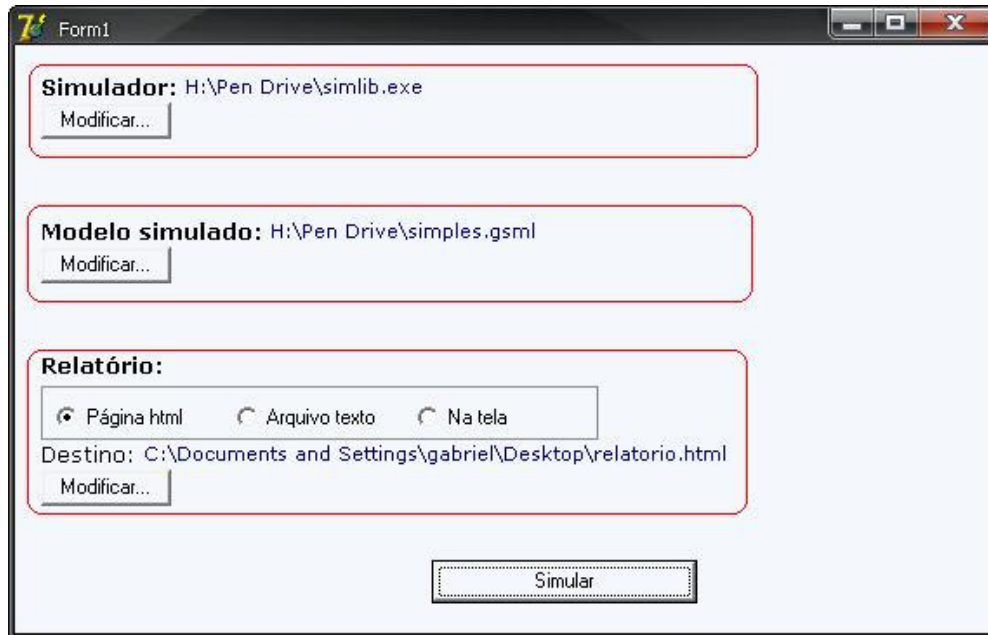 Form1
Simulador: H:\Pen Drive\simlib.exe
Modificar...
Modelo simulado: H:\Pen Drive\simples.gsml
Modificar...
Relatório:
Página html Arquivo texto Na tela
Destino: C:\Documents and Settings\gabriel\Desktop\relatorio.html
Modificar...
Simular